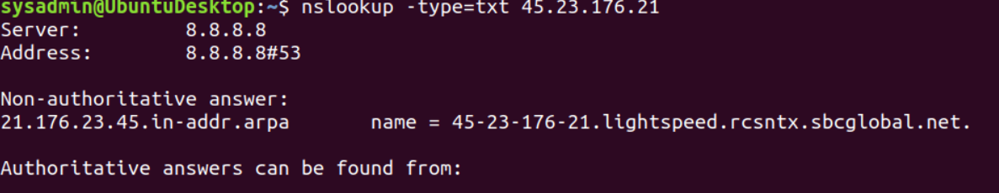 sysadmin@UbuntuDesktop:~$ nslookup -type=txt 45.23.176.21
Server:         8.8.8.8
Address:        8.8.8.8#53

Non-authoritative answer:
21.176.23.45.in-addr.arpa       name = 45-23-176-21.lightspeed.rcsntx.sbcglobal.net.

Authoritative answers can be found from: